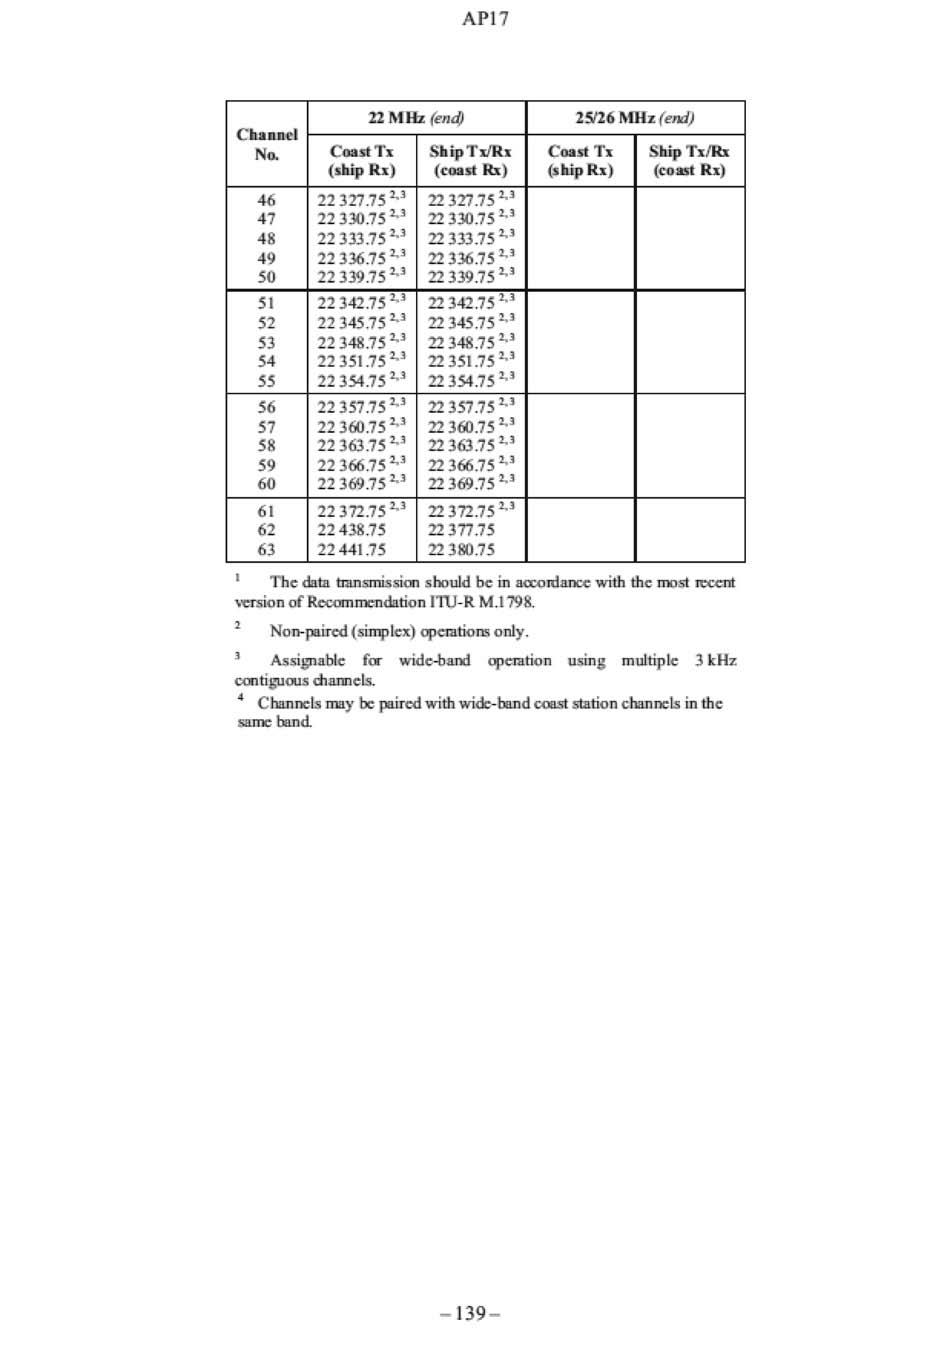 AP17
Channel No. 22 MHz (end) 25/26 MHz (end)
Coast Tx (ship Rx) Ship Tx/Rx (coast Rx) Coast Tx (ship Rx) Ship Tx/Rx (coast Rx)
46 22 327.75 2,3 22 327.75 2,3
47 22 330.75 2,3 22 330.75 2,3
48 22 333.75 2,3 22 333.75 2,3
49 22 336.75 2,3 22 336.75 2,3
50 22 339.75 2,3 22 339.75 2,3
51 22 342.75 2,3 22 342.75 2,3
52 22 345.75 2,3 22 345.75 2,3
53 22 348.75 2,3 22 348.75 2,3
54 22 351.75 2,3 22 351.75 2,3
55 22 354.75 2,3 22 354.75 2,3
56 22 357.75 2,3 22 357.75 2,3
57 22 360.75 2,3 22 360.75 2,3
58 22 363.75 2,3 22 363.75 2,3
59 22 366.75 2,3 22 366.75 2,3
60 22 369.75 2,3 22 369.75 2,3
61 22 372.75 2,3 22 372.75 2,3
62 22 438.75 22 377.75
63 22 441.75 22 380.75
1 The data transmission should be in accordance with the most recent
version of Recommendation ITU-R M.1798.
2 Non-paired (simplex) operations only.
3 Assignable for wide-band operation using multiple 3 kHz
contiguous channels.
4 Channels may be paired with wide-band coast station channels in the
same band.
– 139 –